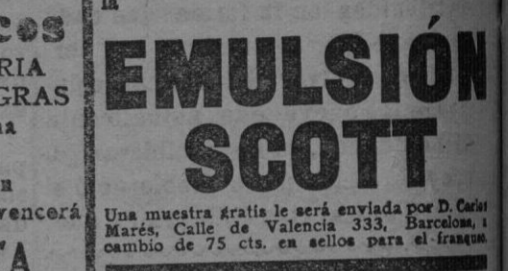 la
EMULSIÓN
SCOTT
Una muestra gratis le será enviada por D. Carlos
Marés, Calle de Valencia 333, Barcelona, a
cambio de 75 cts. en sellos para el franqueo.
RIA
GRAS
vencerá